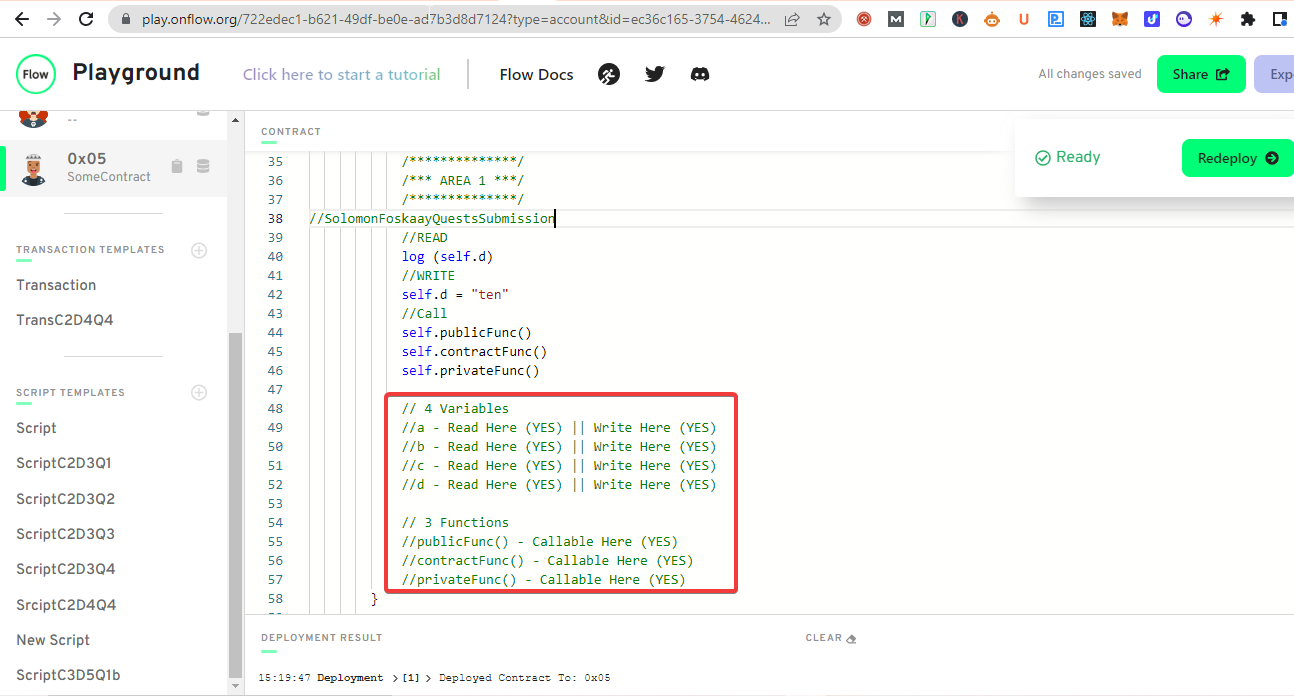 play.onflow.org/722edec1-b621-49df-be0e-ad7b3d8d7124?type=account&id=ec36c165-3754-4624...
Flow
Playground
Click here to start a tutorial
Flow Docs
All changes saved
Share
Exp
--
0x05
SomeContract
TRANSACTION TEMPLATES
Transaction
TransC2D4Q4
SCRIPT TEMPLATES
Script
ScriptC2D3Q1
ScriptC2D3Q2
ScriptC2D3Q3
ScriptC2D3Q4
SrciptC2D4Q4
New Script
ScriptC3D5Q1b
CONTRACT
Ready
Redeploy
35 /**************/
36 /*** AREA 1 ***/
37 /**************/
38 //SolomonFoskaayQuestsSubmission
39 //READ
40 log (self.d)
41 //WRITE
42 self.d = "ten"
43 //Call
44 self.publicFunc()
45 self.contractFunc()
46 self.privateFunc()
47
48 // 4 Variables
49 //a - Read Here (YES) || Write Here (YES)
50 //b - Read Here (YES) || Write Here (YES)
51 //c - Read Here (YES) || Write Here (YES)
52 //d - Read Here (YES) || Write Here (YES)
53
54 // 3 Functions
55 //publicFunc() - Callable Here (YES)
56 //contractFunc() - Callable Here (YES)
57 //privateFunc() - Callable Here (YES)
58 }
DEPLOYMENT RESULT
CLEAR
15:19:47 Deployment > [1] > Deployed Contract To: 0x05